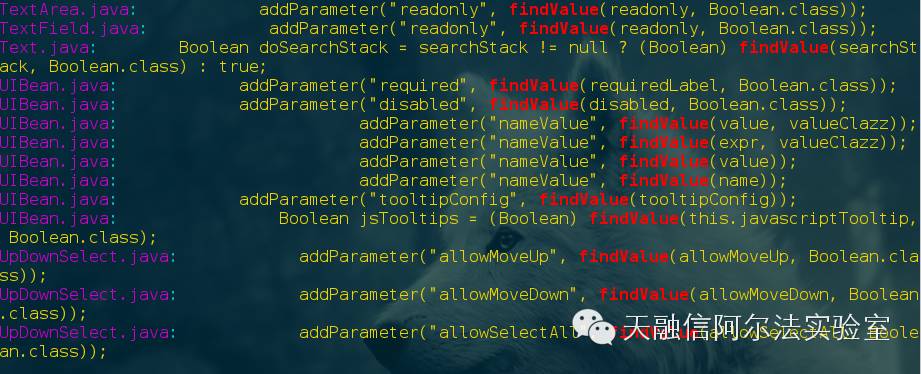 TextArea.java:            addParameter("readonly", findValue(readonly, Boolean.class));
TextField.java:            addParameter("readonly", findValue(readonly, Boolean.class));
Text.java:       Boolean doSearchStack = searchStack != null ? (Boolean) findValue(searchSt
ack, Boolean.class) : true;
UIBean.java:            addParameter("required", findValue(requiredLabel, Boolean.class));
UIBean.java:            addParameter("disabled", findValue(disabled, Boolean.class));
UIBean.java:                        addParameter("nameValue", findValue(value, valueClazz));
UIBean.java:                        addParameter("nameValue", findValue(expr, valueClazz));
UIBean.java:                        addParameter("nameValue", findValue(value));
UIBean.java:                        addParameter("nameValue", findValue(name));
UIBean.java:            addParameter("tooltipConfig", findValue(tooltipConfig));
UIBean.java:                Boolean jsTooltips = (Boolean) findValue(this.javascriptTooltip,
 Boolean.class);
UpDownSelect.java:            addParameter("allowMoveUp", findValue(allowMoveUp, Boolean.cla
ss));
UpDownSelect.java:            addParameter("allowMoveDown", findValue(allowMoveDown, Boolean
.class));
UpDownSelect.java:            addParameter("allowSelectAll
an.class));
天融信阿尔法实验室